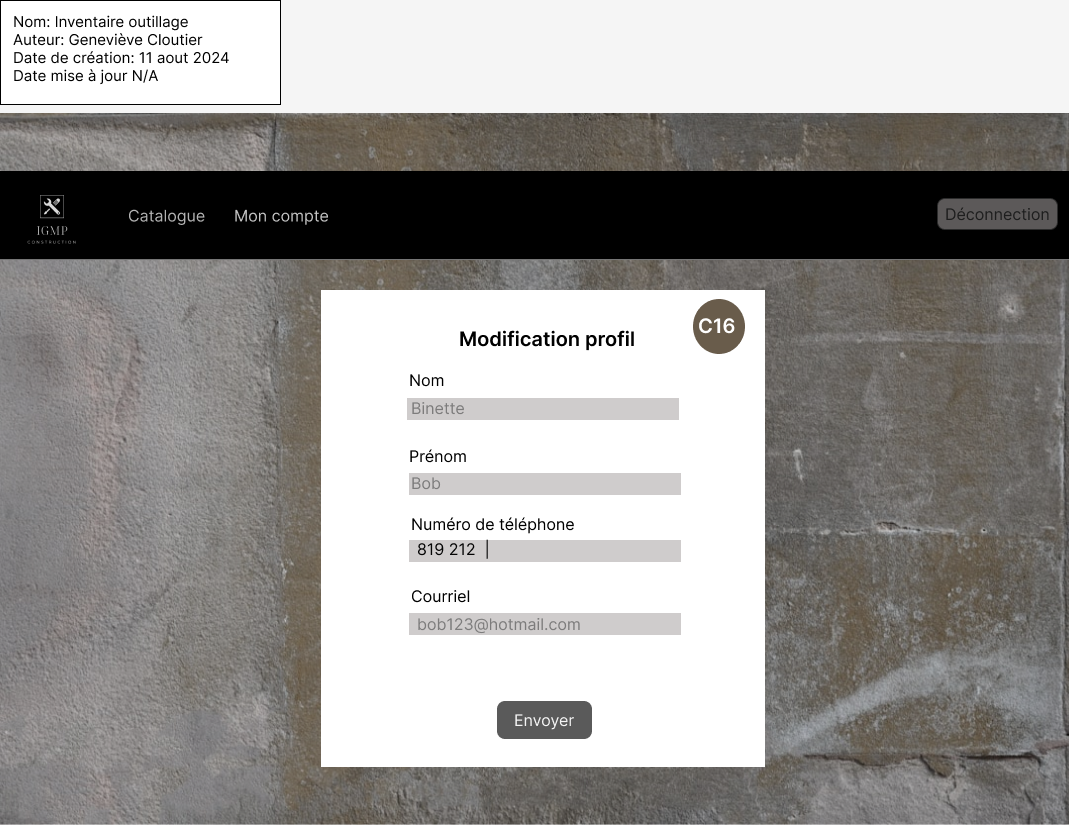 Nom: Inventaire outillage
Auteur: Geneviève Cloutier
Date de création: 11 aout 2024
Date mise à jour N/A
IGMP
CONSTRUCTION
Catalogue
Mon compte
Déconnection
C16
Modification profil
Nom
Binette
Prénom
Bob
Numéro de téléphone
819 212
Courriel
bob123@hotmail.com
Envoyer